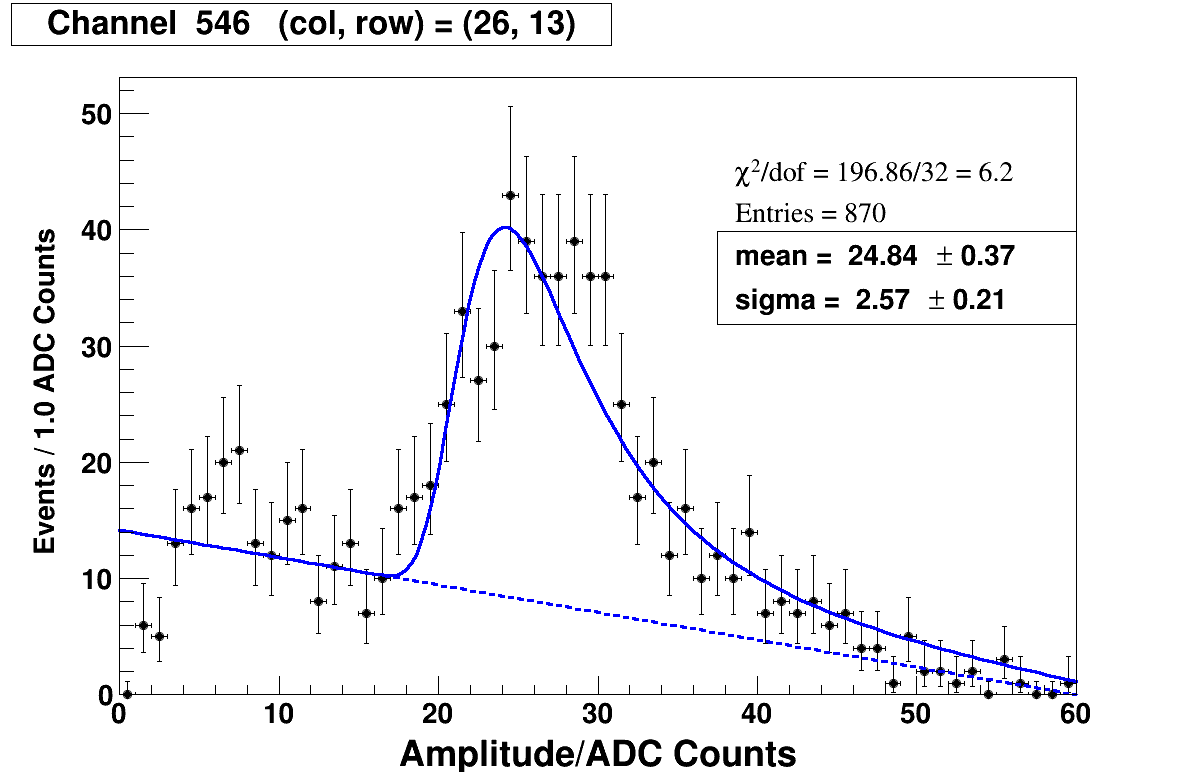 Channel 546 (col, row) = (26, 13)
χ²/dof = 196.86/32 = 6.2
Entries = 870
mean = 24.84 ± 0.37
sigma = 2.57 ± 0.21
Events / 1.0 ADC Counts
50
40
30
20
10
0
0 10 20 30 40 50 60
Amplitude/ADC Counts